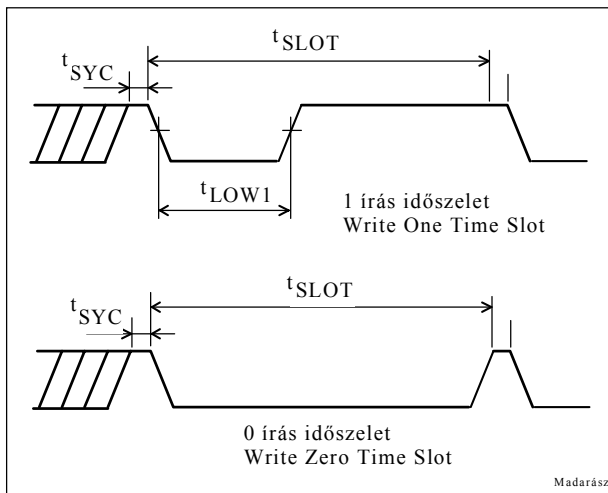 tSLOT
tSYC
tLOW1
1 írás időszelet
Write One Time Slot
tSLOT
tSYC
0 írás időszelet
Write Zero Time Slot
Madarász